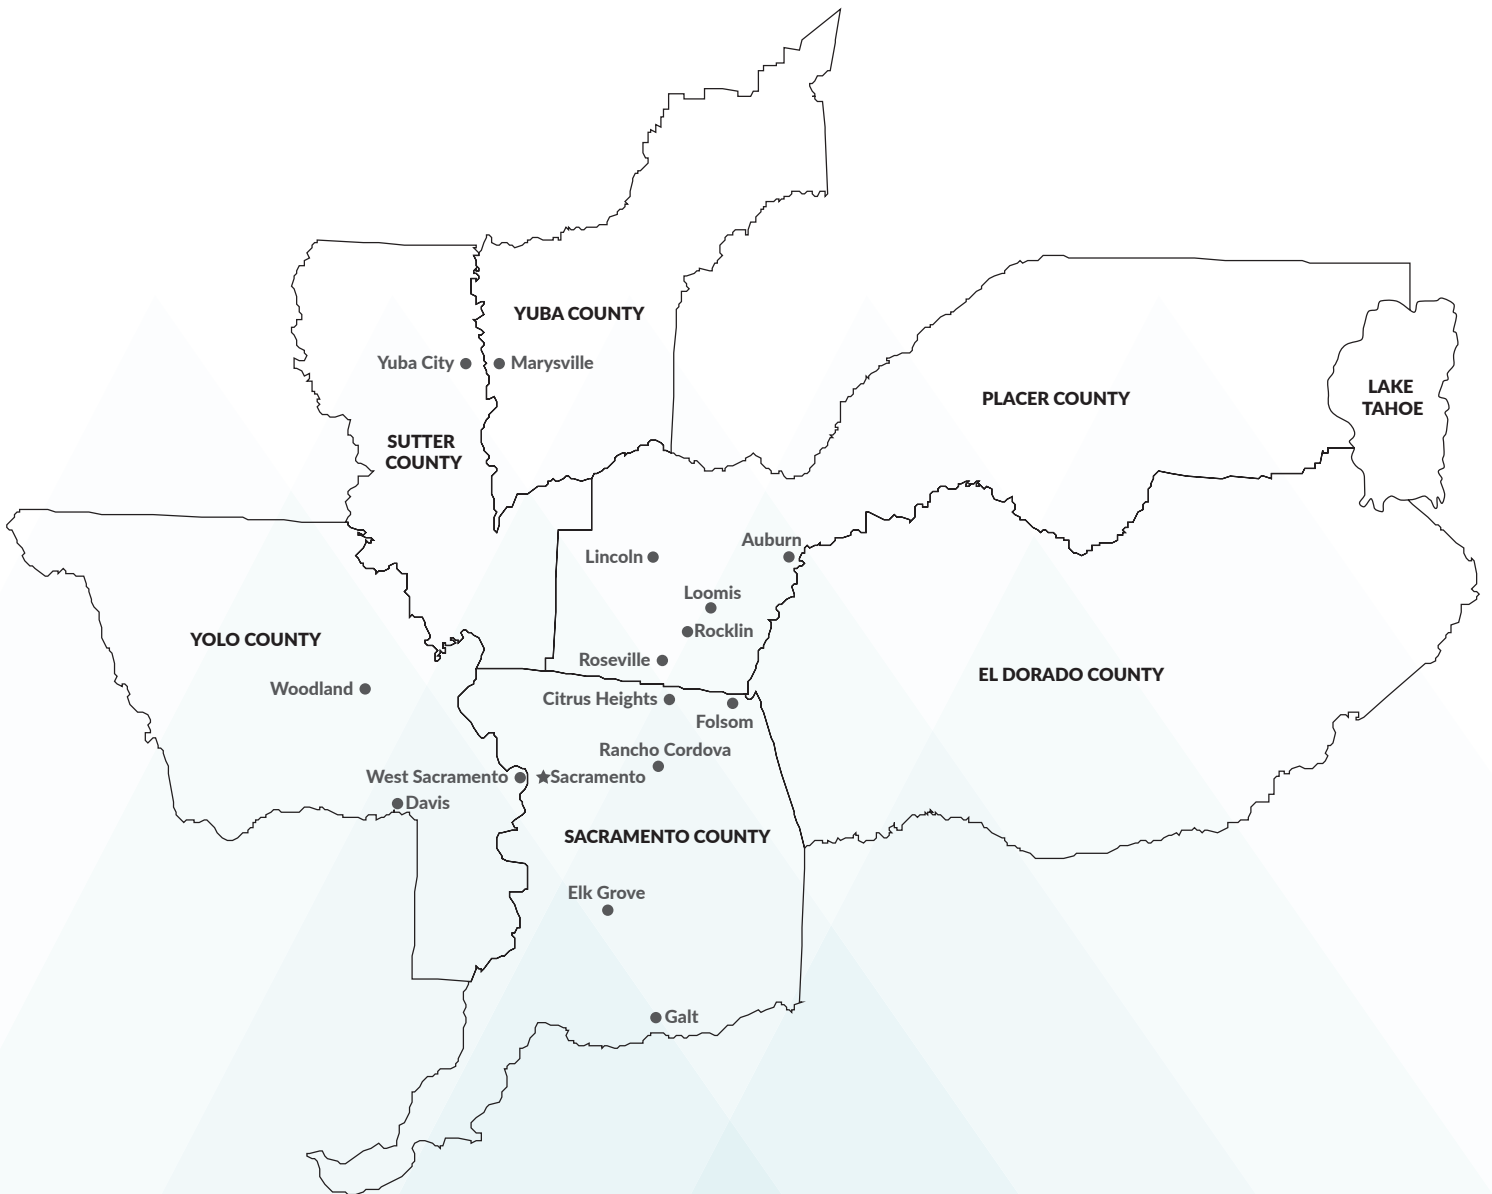 YUBA COUNTY
Yuba City
Marysville
LAKE
TAHOE
PLACER COUNTY
SUTTER
COUNTY
Auburn
Lincoln
Loomis
Rocklin
YOLO COUNTY
Roseville
EL DORADO COUNTY
Woodland
Citrus Heights
Folsom
Rancho Cordova
West Sacramento
Sacramento
Davis
SACRAMENTO COUNTY
Elk Grove
Galt